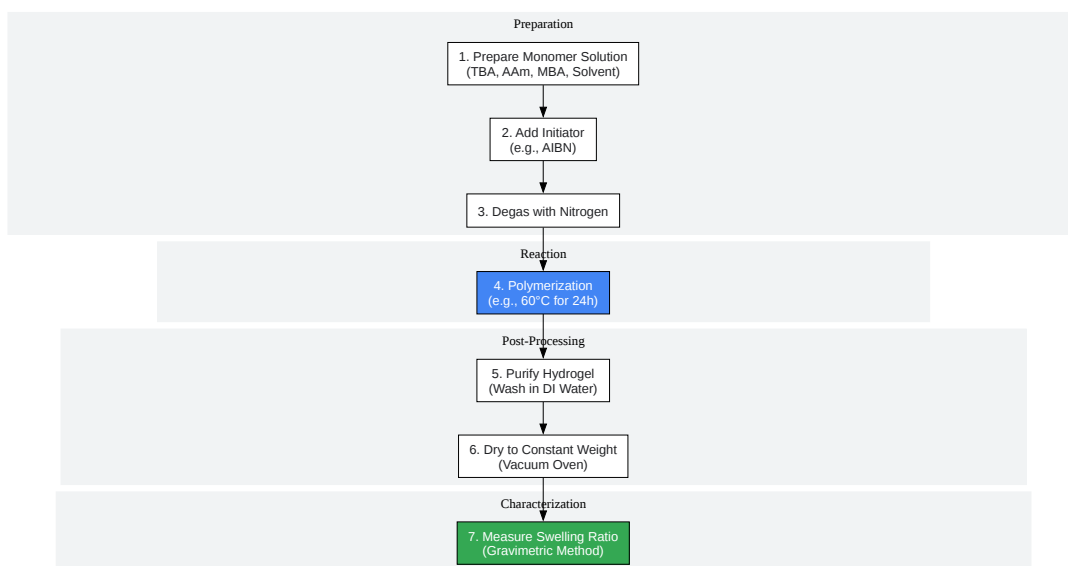 Preparation
1. Prepare Monomer Solution
(TBA, AAm, MBA, Solvent)
2. Add Initiator
(e.g., AIBN)
3. Degas with Nitrogen
Reaction
4. Polymerization
(e.g., 60°C for 24h)
Post-Processing
5. Purify Hydrogel
(Wash in DI Water)
6. Dry to Constant Weight
(Vacuum Oven)
Characterization
7. Measure Swelling Ratio
(Gravimetric Method)